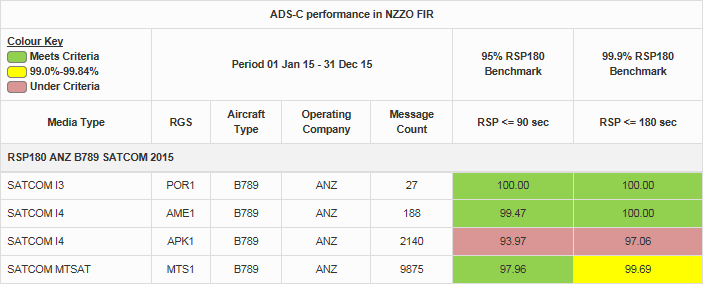 ADS-C performance in NZZO FIR
Colour Key
Meets Criteria
99.0%-99.84%
Under Criteria
Period 01 Jan 15 - 31 Dec 15
95% RSP180
Benchmark
99.9% RSP180
Benchmark
Media Type RGS Aircraft Type Operating Company Message Count RSP <= 90 sec RSP <= 180 sec
RSP180 ANZ B789 SATCOM 2015
SATCOM I3 POR1 B789 ANZ 27 100.00 100.00
SATCOM I4 AME1 B789 ANZ 188 99.47 100.00
SATCOM I4 APK1 B789 ANZ 2140 93.97 97.06
SATCOM MTSAT MTS1 B789 ANZ 9875 97.96 99.69